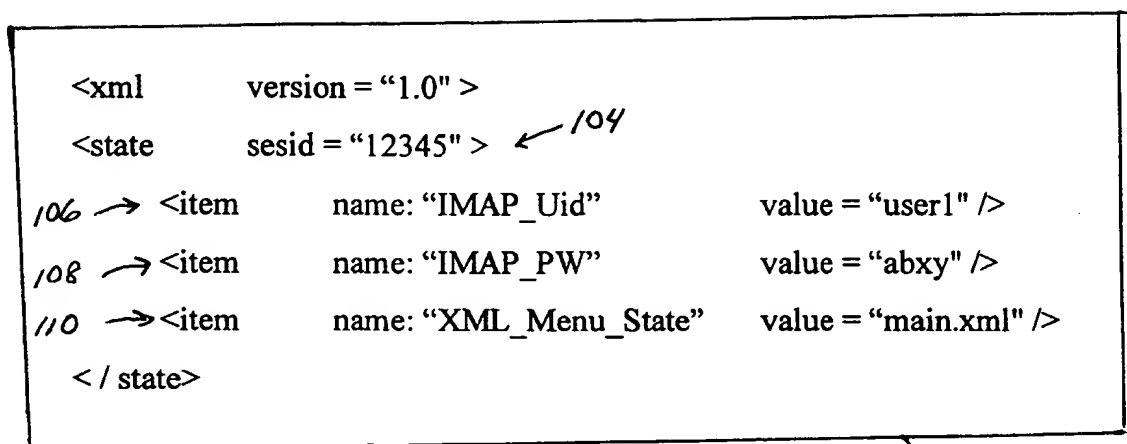 <xml version = “1.0" >
<state sesid = “12345" > 104
106 <item name: “IMAP_Uid” value = “user1" />
108 <item name: “IMAP_PW” value = “abxy" />
110 <item name: “XML_Menu_State” value = “main.xml" />
< / state>